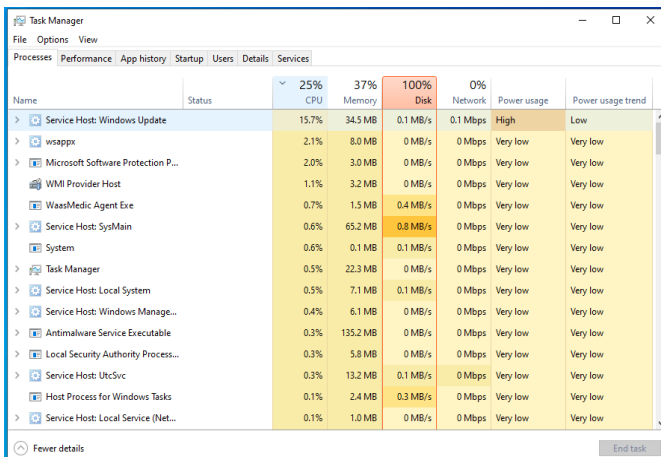 Task Manager
File Options View
Processes Performance App history Startup Users Details Services
25% 37% 100% 0%
Name Status CPU Memory Disk Network Power usage Power usage trend
Service Host: Windows Update 15.7% 34.5 MB 0.1 MB/s 0.1 Mbps High Low
wsappx 2.1% 8.0 MB 0 MB/s 0 Mbps Very low Very low
Microsoft Software Protection P... 2.0% 3.0 MB 0 MB/s 0 Mbps Very low Very low
WMI Provider Host 1.1% 3.2 MB 0 MB/s 0 Mbps Very low Very low
WaasMedic Agent Exe 0.7% 1.5 MB 0.4 MB/s 0 Mbps Very low Very low
Service Host: SysMain 0.6% 65.2 MB 0.8 MB/s 0 Mbps Very low Very low
System 0.6% 0.1 MB 0.1 MB/s 0 Mbps Very low Very low
Task Manager 0.5% 22.3 MB 0 MB/s 0 Mbps Very low Very low
Service Host: Local System 0.5% 7.1 MB 0.1 MB/s 0 Mbps Very low Very low
Service Host: Windows Manage... 0.4% 6.1 MB 0 MB/s 0 Mbps Very low Very low
Antimalware Service Executable 0.3% 135.2 MB 0 MB/s 0 Mbps Very low Very low
Local Security Authority Process... 0.3% 5.8 MB 0 MB/s 0 Mbps Very low Very low
Service Host: UtcSvc 0.3% 13.2 MB 0.1 MB/s 0 Mbps Very low Very low
Host Process for Windows Tasks 0.1% 2.4 MB 0.3 MB/s 0 Mbps Very low Very low
Service Host: Local Service (Net... 0.1% 1.0 MB 0 MB/s 0 Mbps Very low Very low
Fewer details End task